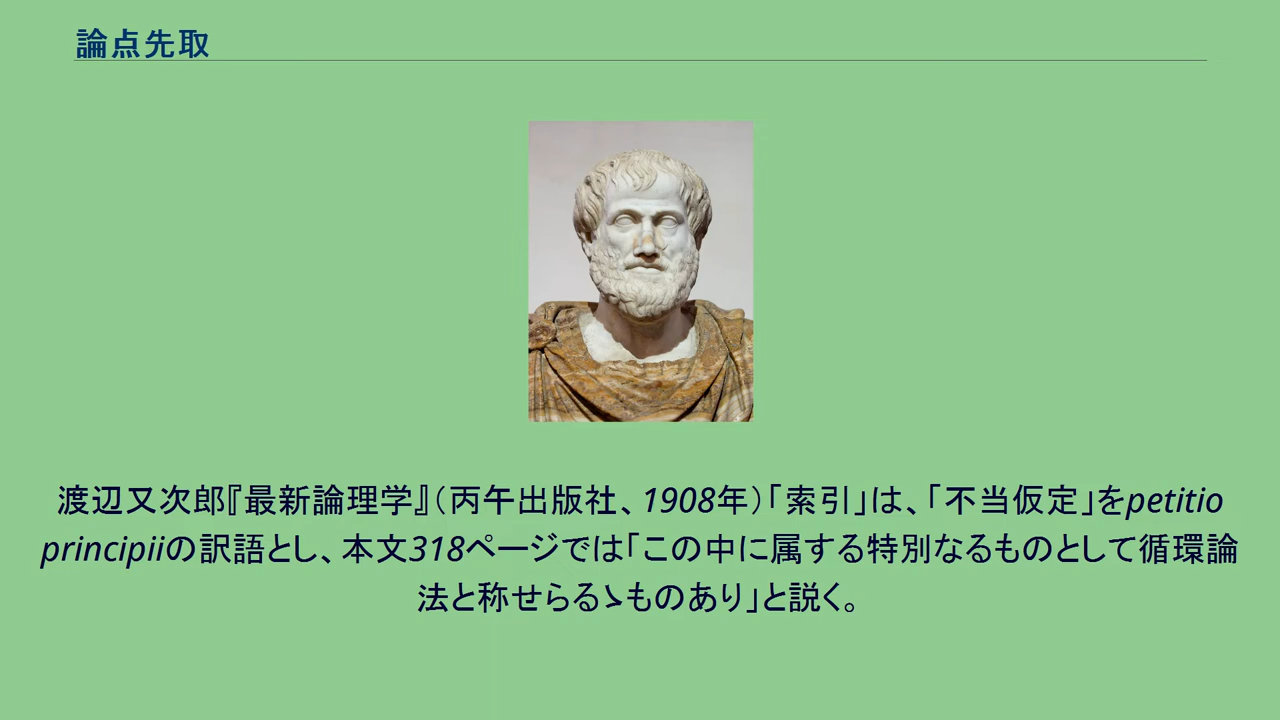 論点先取
渡辺又次郎『最新論理学』（丙午出版社、1908年）「索引」は、「不当仮定」をpetitio
principiiの訳語とし、本文318ページでは「この中に属する特別なるものとして循環論
法と称せらるゝものあり」と説く。